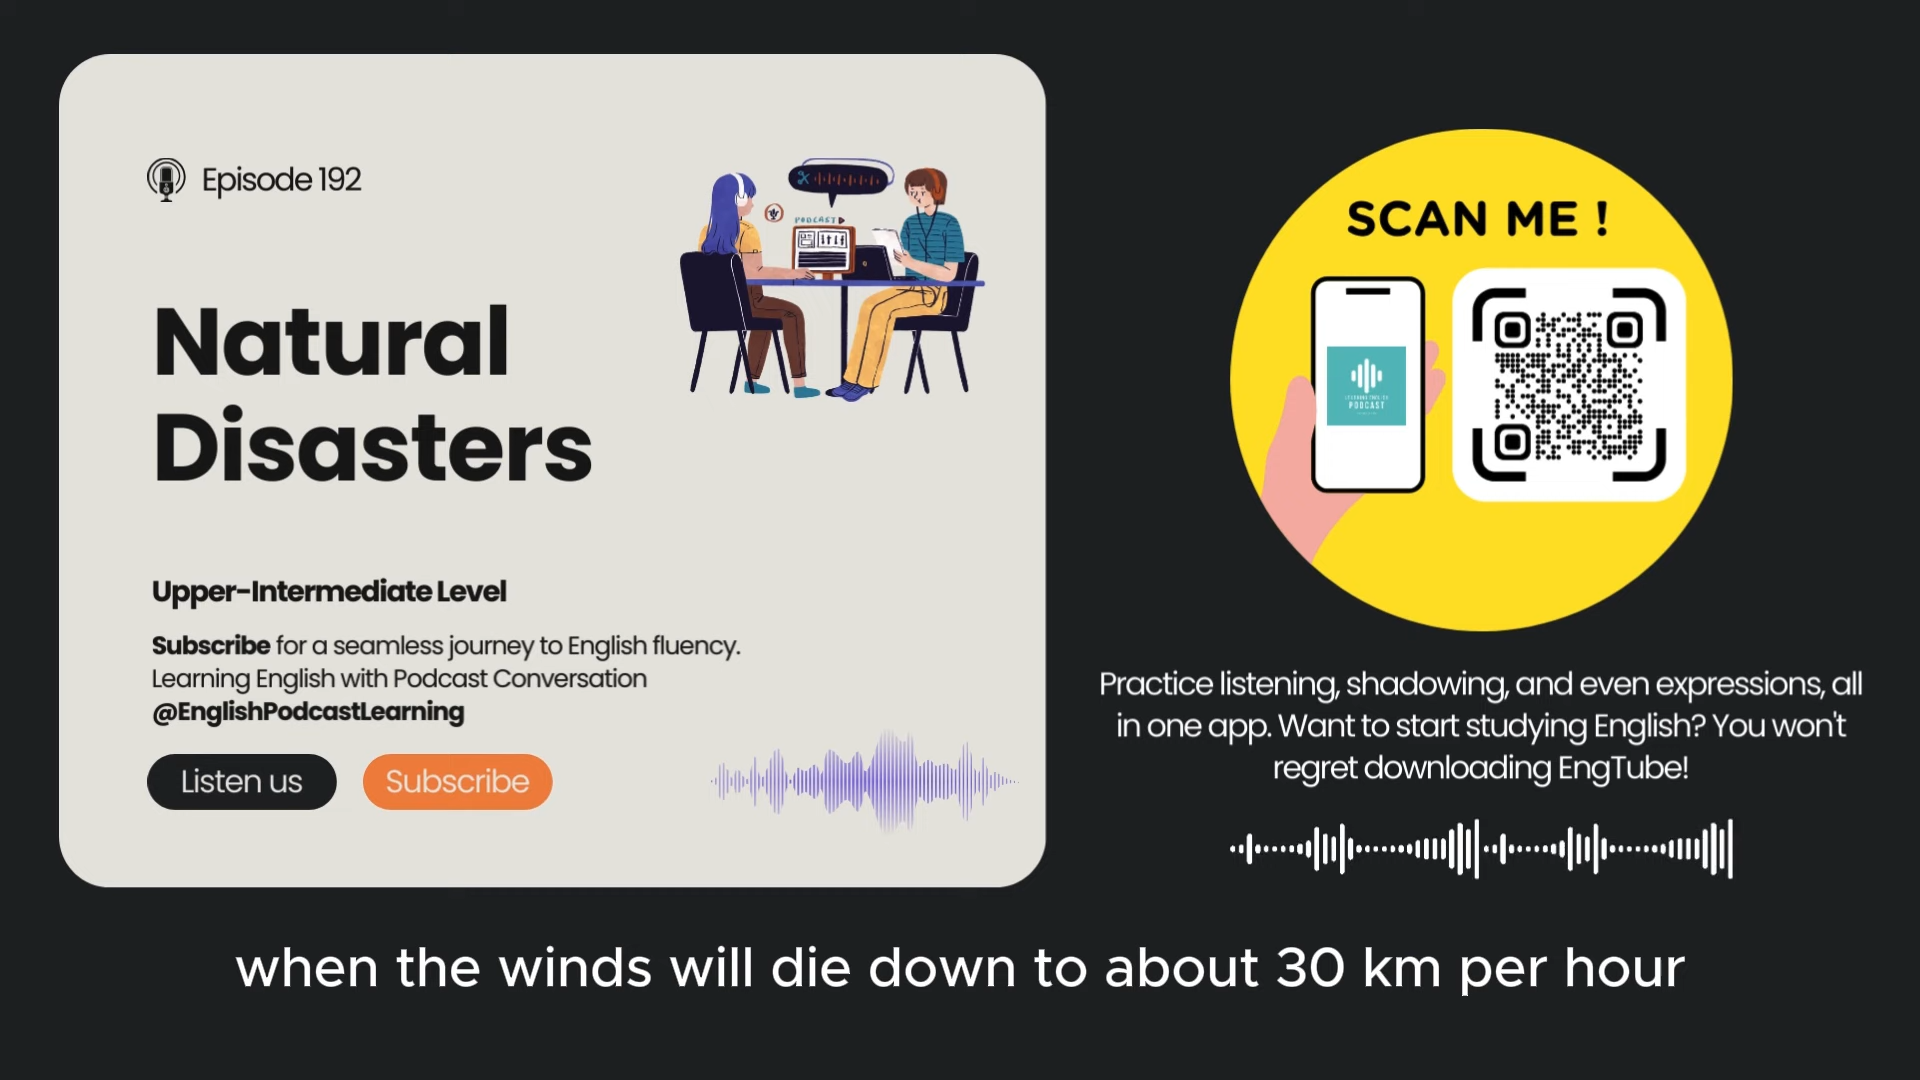 Episode 192
PODCAST
Natural
Disasters
Upper-Intermediate Level
Subscribe for a seamless journey to English fluency.
Learning English with Podcast Conversation
@EnglishPodcastLearning
Listen us
Subscribe
SCAN ME !
PODCAST
Practice listening, shadowing, and even expressions, all
in one app. Want to start studying English? You won't
regret downloading EngTube!
when the winds will die down to about 30 km per hour